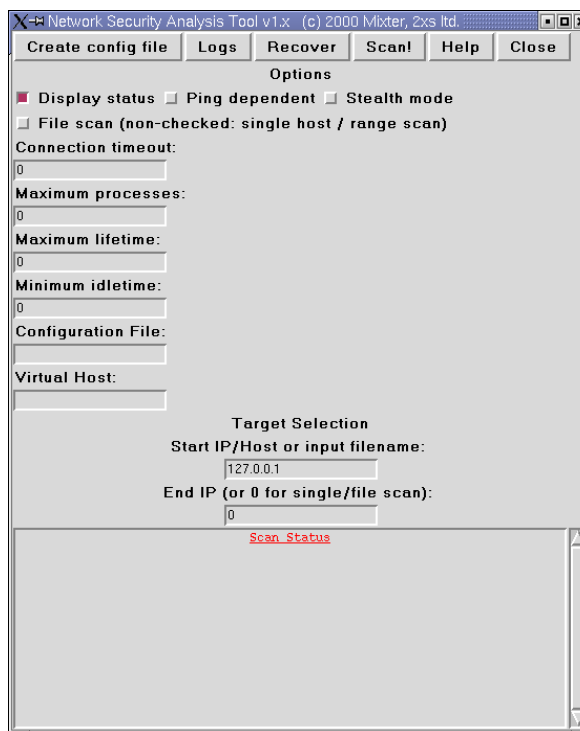 Network Security Analysis Tool v1.x (c) 2000 Mixter, 2xs ltd.
Create config file Logs Recover Scan! Help Close
Options
Display status Ping dependent Stealth mode
File scan (non-checked: single host / range scan)
Connection timeout:
0
Maximum processes:
0
Maximum lifetime:
0
Minimum idletime:
0
Configuration File:
Virtual Host:
Target Selection
Start IP/Host or input filename:
127.0.0.1
End IP (or 0 for single/file scan):
0
Scan Status